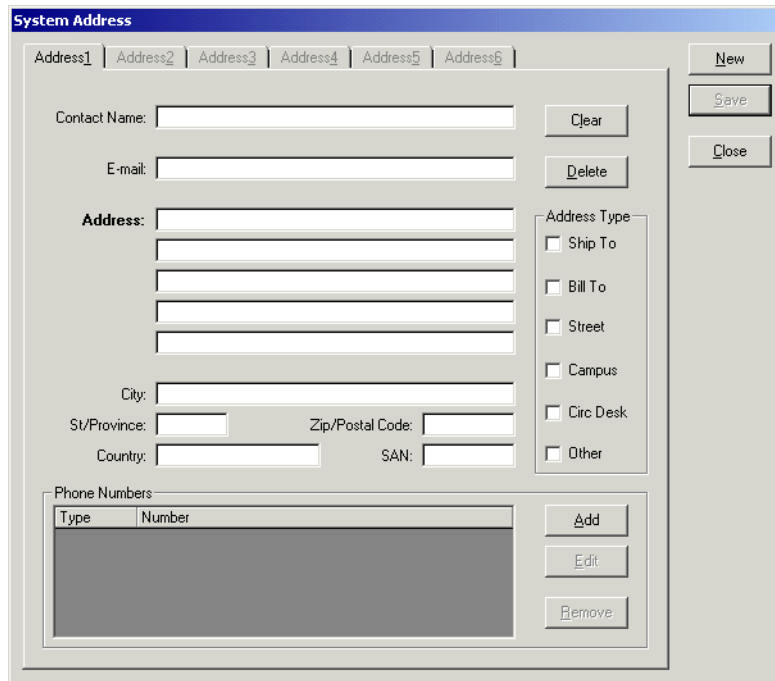 System Address
Address1 Address2 Address3 Address4 Address5 Address6
New
Save
Close
Contact Name:
Clear
E-mail:
Delete
Address:
Address Type
Ship To
Bill To
Street
Campus
Circ Desk
Other
City:
St/Province:
Zip/Postal Code:
Country:
SAN:
Phone Numbers
Type Number
Add
Edit
Remove